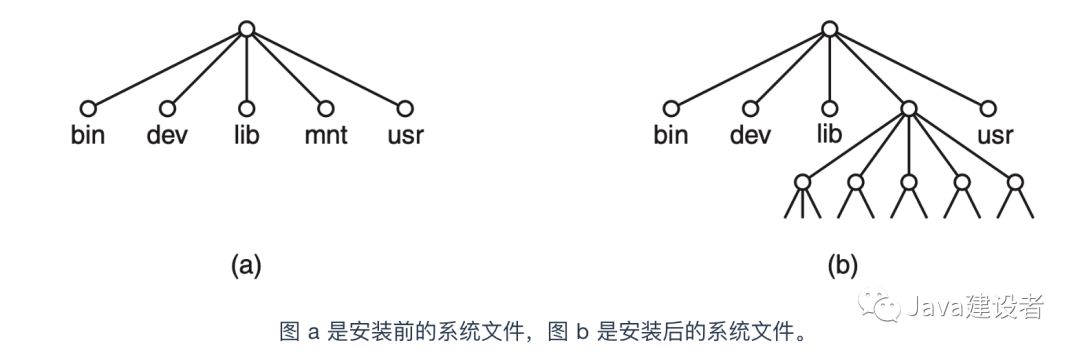 bin dev lib mnt usr
bin dev lib usr
(a)
(b)
Java建设者
图 a 是安装前的系统文件，图 b 是安装后的系统文件。